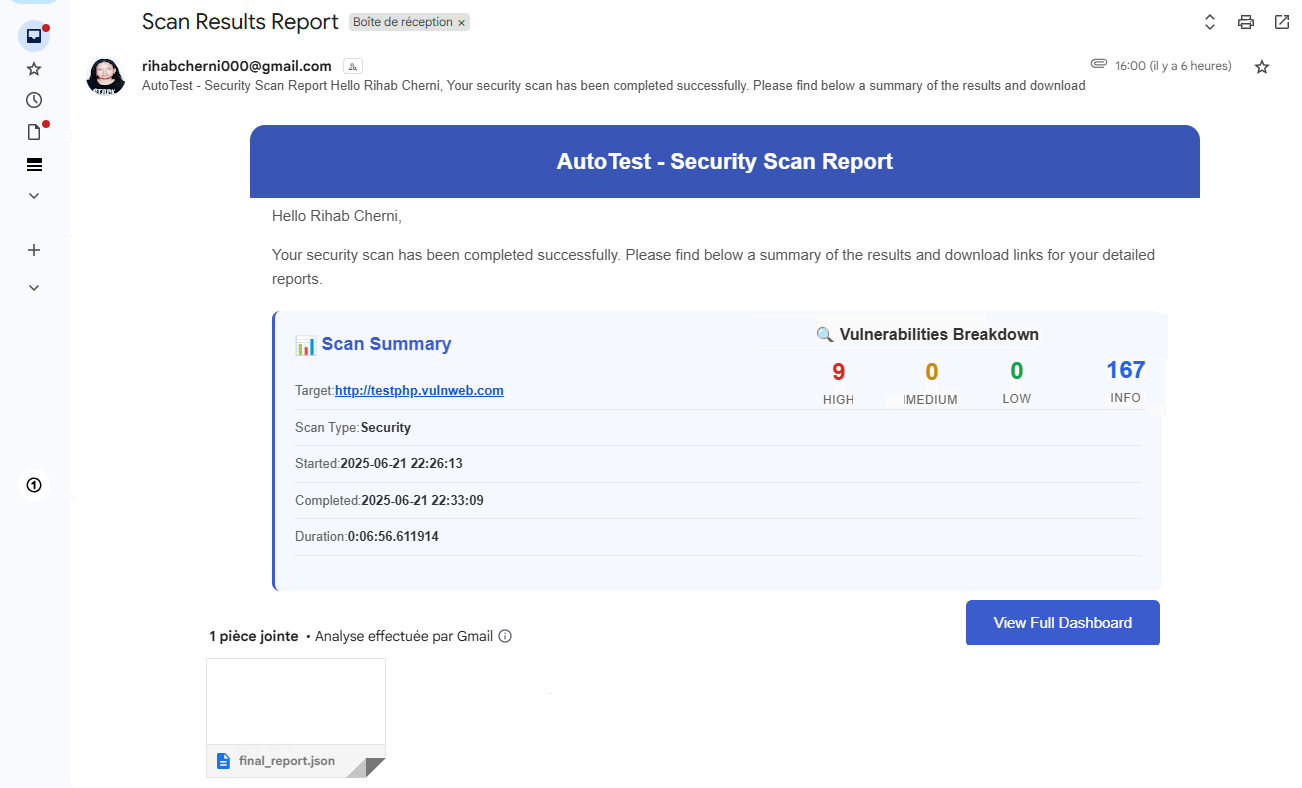 Scan Results Report Boîte de réception ×
rihabcherni000@gmail.com 16:00 (il y a 6 heures)
AutoTest - Security Scan Report Hello Rihab Cherni, Your security scan has been completed successfully. Please find below a summary of the results and download
AutoTest - Security Scan Report
Hello Rihab Cherni,
Your security scan has been completed successfully. Please find below a summary of the results and download links for your detailed
reports.
Scan Summary
Target:http://testphp.vulnweb.com
Scan Type:Security
Started:2025-06-21 22:26:13
Completed:2025-06-21 22:33:09
Duration:0:06:56.611914
Vulnerabilities Breakdown
9 0 0 167
HIGH MEDIUM LOW INFO
View Full Dashboard
1 pièce jointe • Analyse effectuée par Gmail
final_report.json